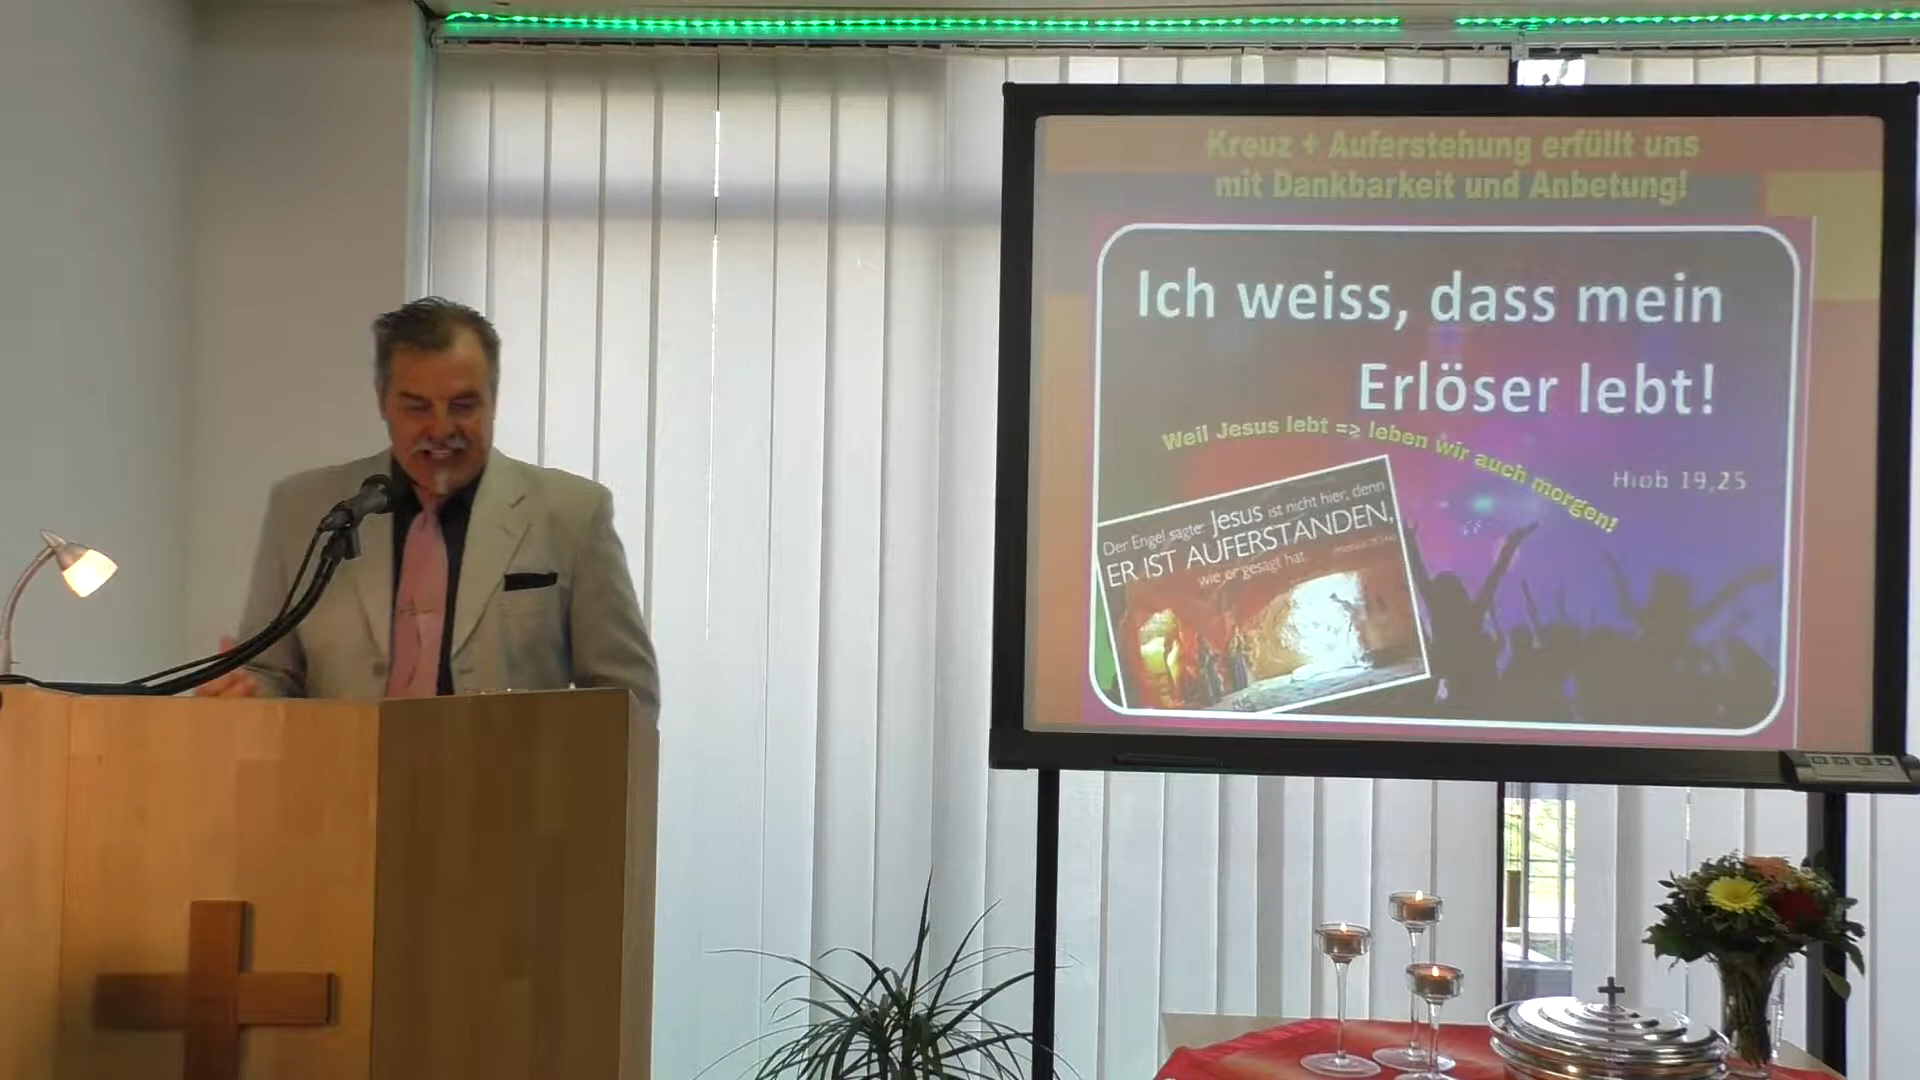 Kreuz + Auferstehung erfüllt uns
mit Dankbarkeit und Anbetung!
Ich weiss, dass mein
Erlöser lebt!
Weil Jesus lebt => leben wir auch morgen!
Hiob 19,25
Der Engel sagte: Jesus ist nicht hier, denn
ER IST AUFERSTANDEN,
wie er gesagt hat.